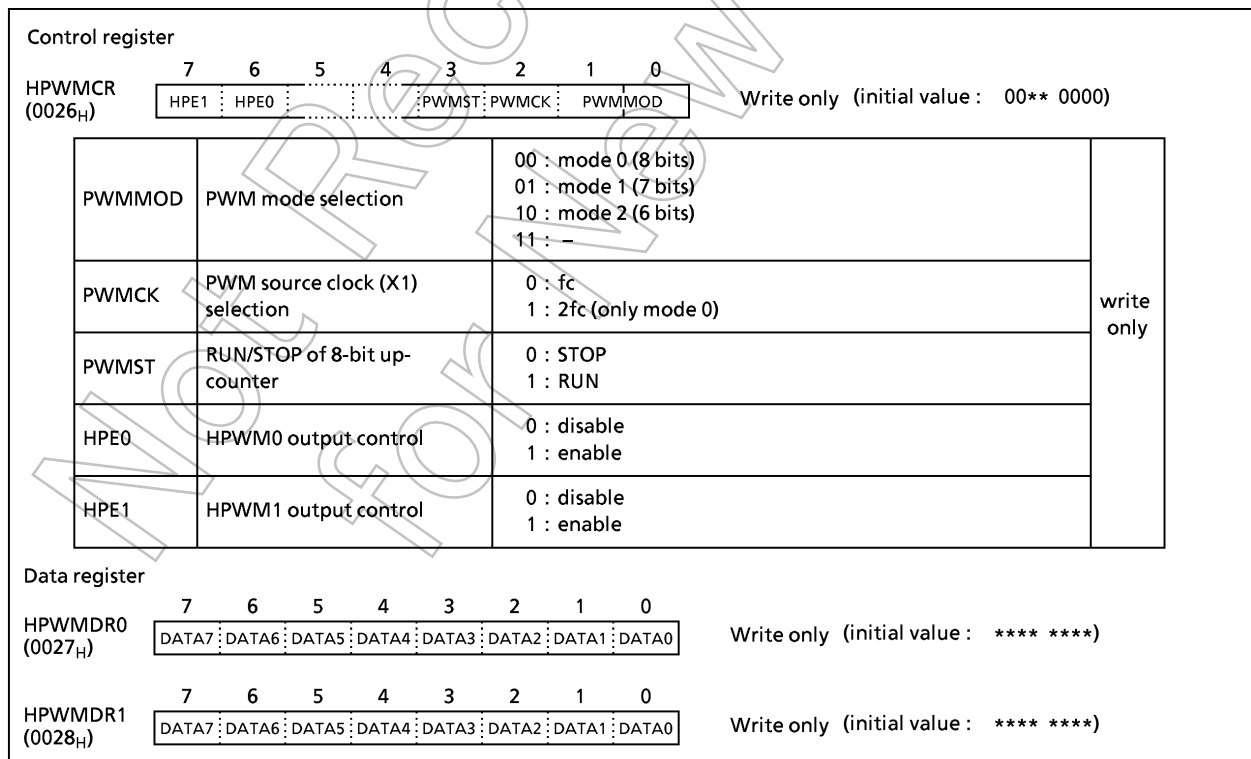 Control register
7 6 5 4 3 2 1 0
HPWMCR
(0026H)
HPE1 HPE0 PWMST PWMCK PWMMOD
Write only (initial value : 00** 0000)
PWMMOD PWM mode selection
00 : mode 0 (8 bits)
01 : mode 1 (7 bits)
10 : mode 2 (6 bits)
11 : –
write
only
PWMCK PWM source clock (X1)
selection
0 : fc
1 : 2fc (only mode 0)
PWMST RUN/STOP of 8-bit up-
counter
0 : STOP
1 : RUN
HPE0 HPWM0 output control
0 : disable
1 : enable
HPE1 HPWM1 output control
0 : disable
1 : enable
Data register
7 6 5 4 3 2 1 0
HPWMDR0
(0027H)
DATA7 DATA6 DATA5 DATA4 DATA3 DATA2 DATA1 DATA0
Write only (initial value : **** ****)
7 6 5 4 3 2 1 0
HPWMDR1
(0028H)
DATA7 DATA6 DATA5 DATA4 DATA3 DATA2 DATA1 DATA0
Write only (initial value : **** ****)
Not Rec
for New